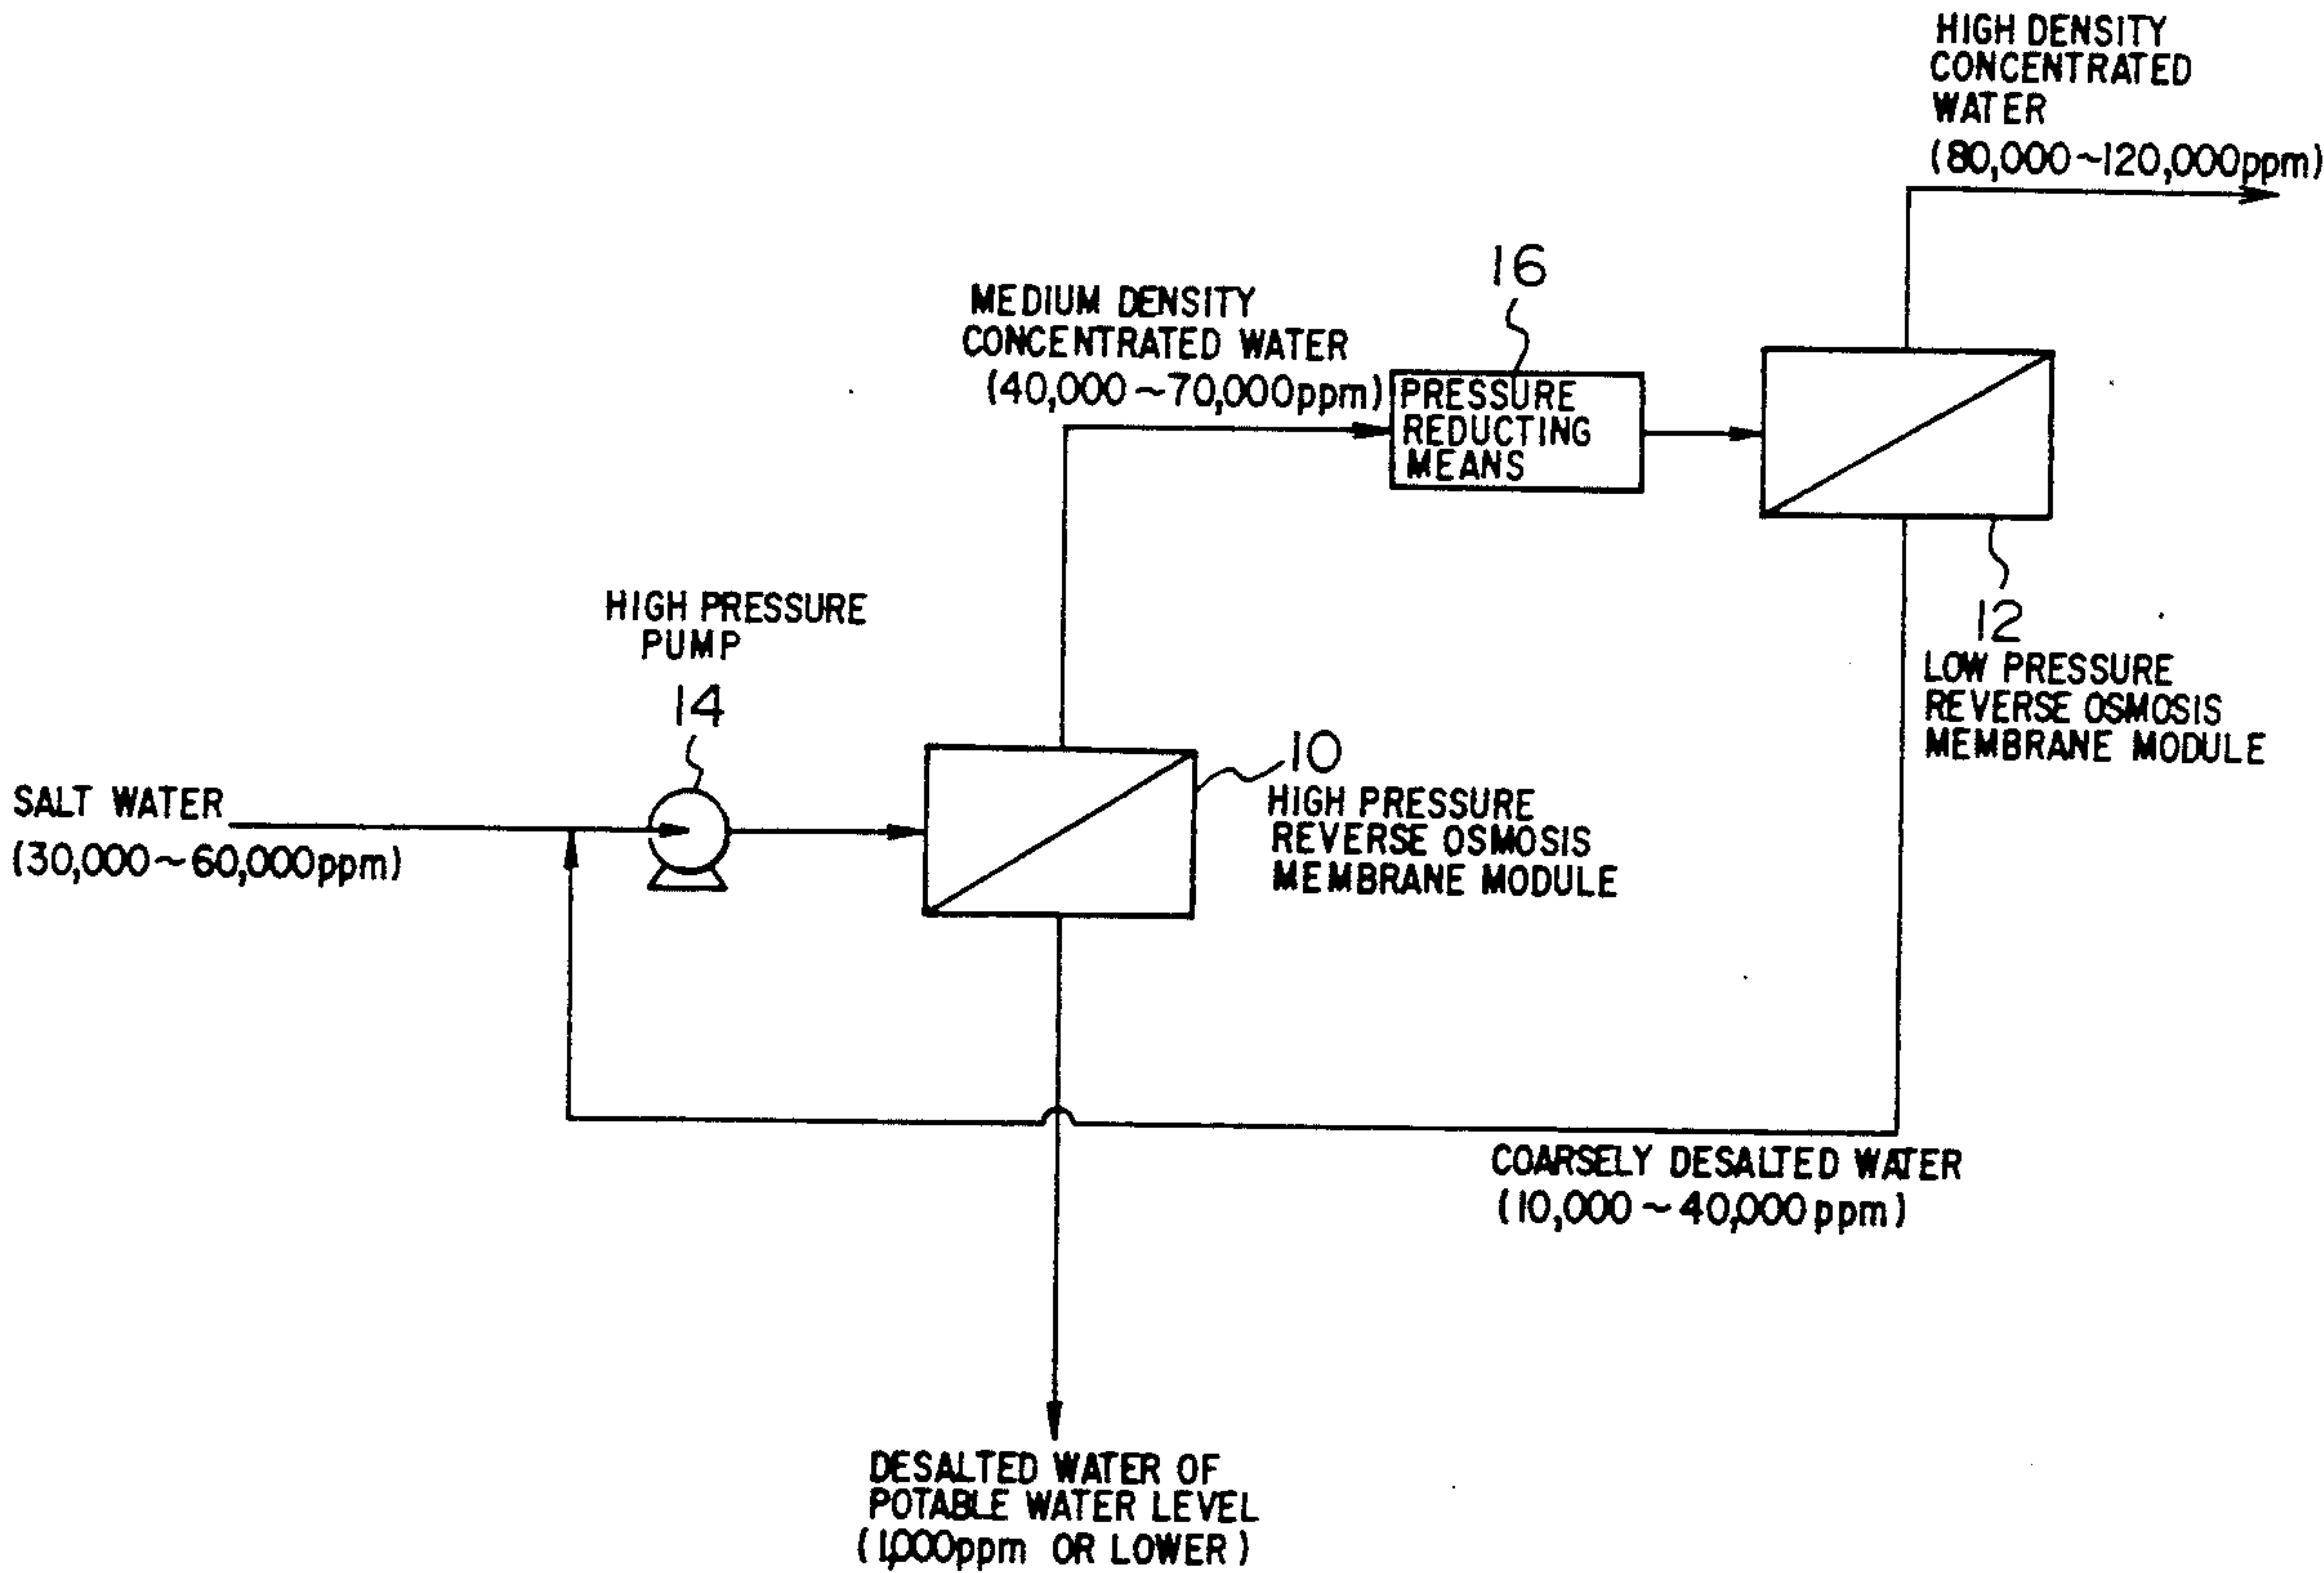 HIGH DENSITY
CONCENTRATED
WATER
(80,000~120,000ppm)
16
MEDIUM DENSITY
CONCENTRATED WATER
(40,000~70,000ppm)
PRESSURE
REDUCTING
MEANS
12
LOW PRESSURE
REVERSE OSMOSIS
MEMBRANE MODULE
HIGH PRESSURE
PUMP
14
10
HIGH PRESSURE
REVERSE OSMOSIS
MEMBRANE MODULE
SALT WATER
(30,000~60,000ppm)
COARSELY DESALTED WATER
(10,000~40,000ppm)
DESALTED WATER OF
POTABLE WATER LEVEL
(1,000ppm OR LOWER)